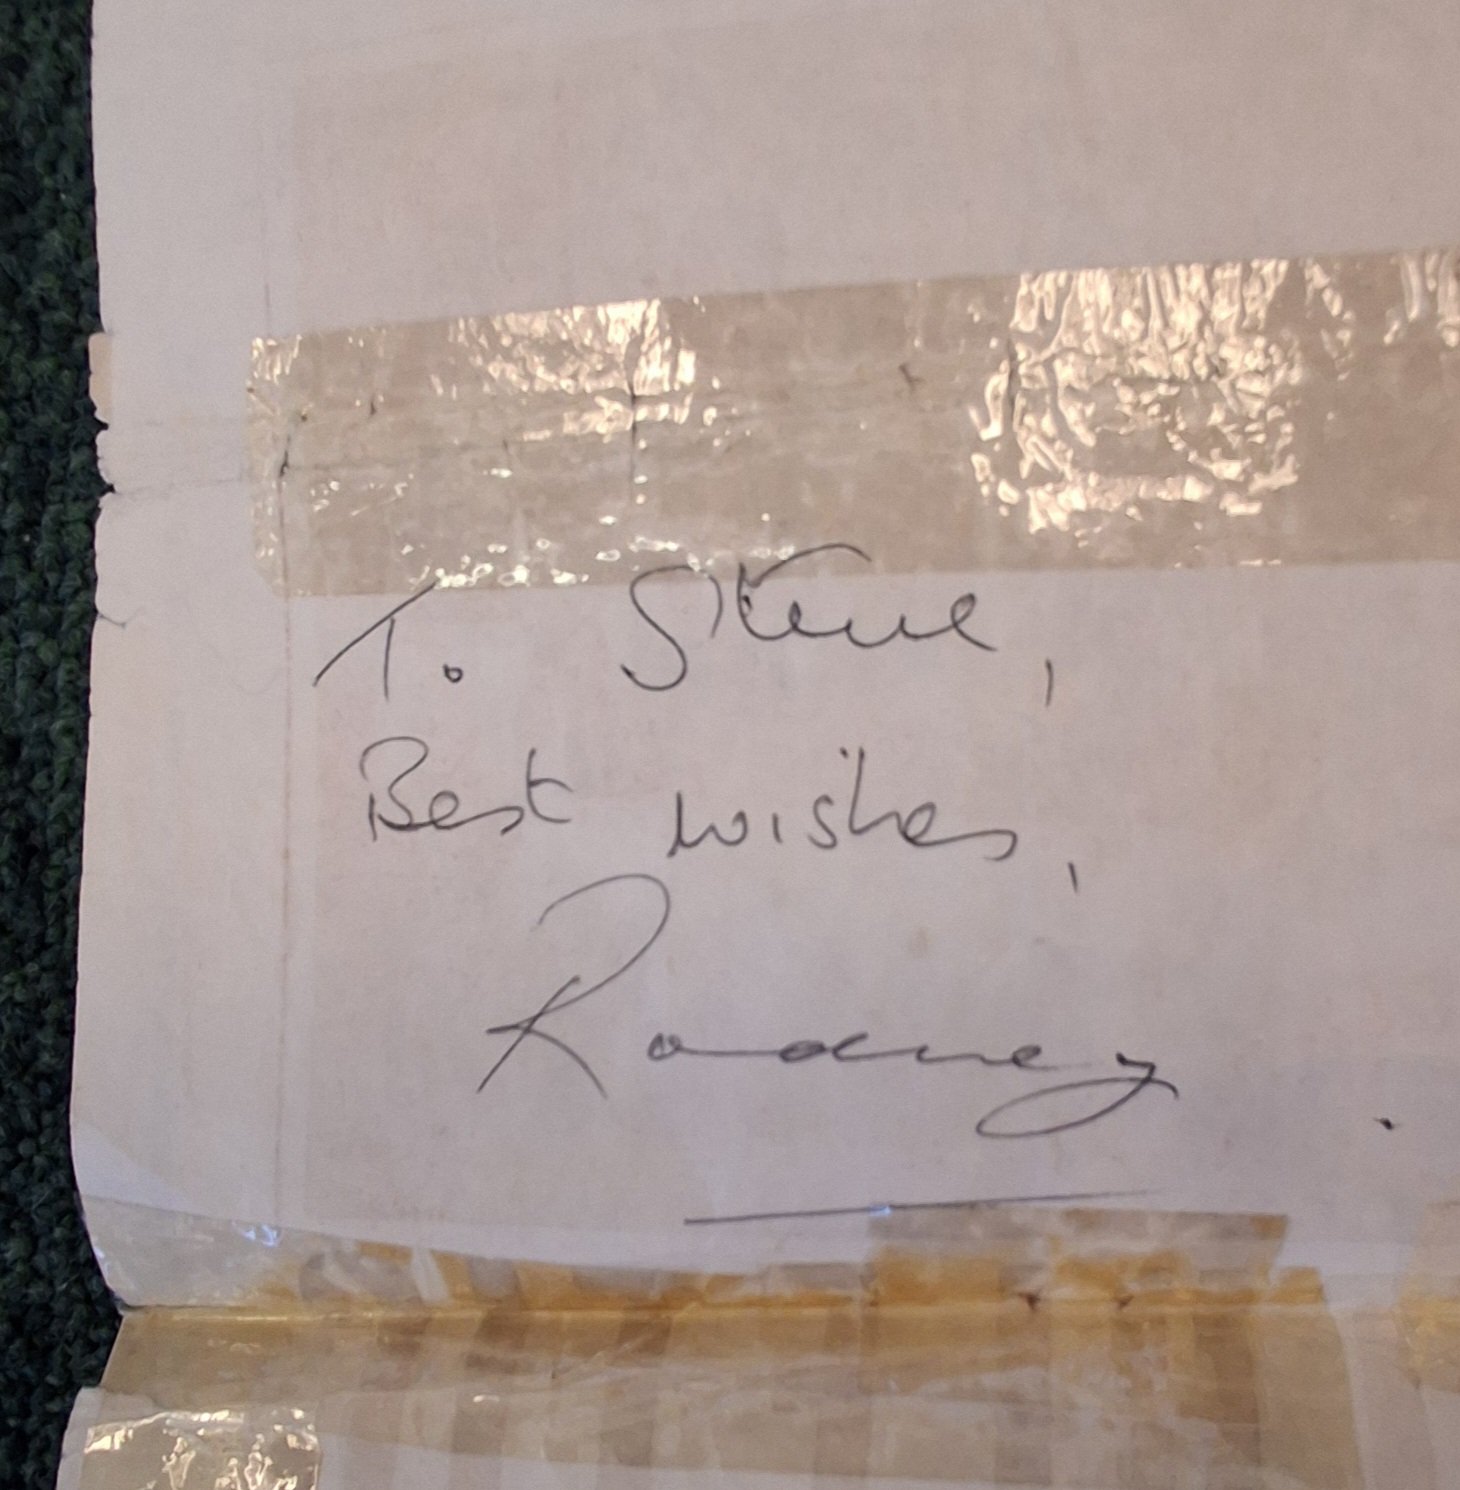 To Steve,
Best wishes,
Rodney